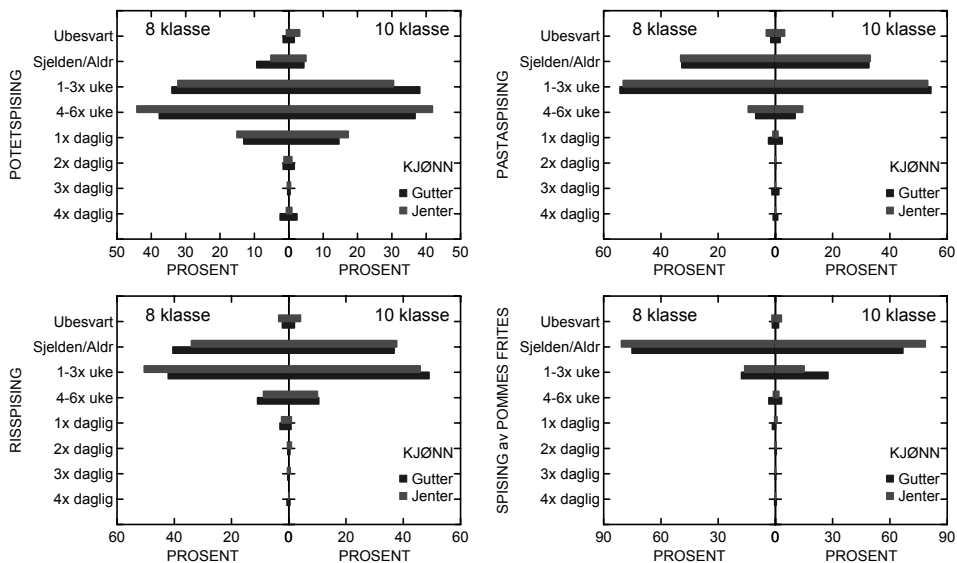 8 klasse 10 klasse
Ubesvart
Sjelden/Aldr
1-3x uke
4-6x uke
1x daglig
2x daglig
3x daglig
4x daglig
POTETSPISING
KJØNN
Gutter
Jenter
50 40 30 20 10 0 0 10 20 30 40 50
PROSENT PROSENT
8 klasse 10 klasse
Ubesvart
Sjelden/Aldr
1-3x uke
4-6x uke
1x daglig
2x daglig
3x daglig
4x daglig
PASTASPISING
KJØNN
Gutter
Jenter
60 40 20 0 0 20 40 60
PROSENT PROSENT
8 klasse 10 klasse
Ubesvart
Sjelden/Aldr
1-3x uke
4-6x uke
1x daglig
2x daglig
3x daglig
4x daglig
RISSPISING
KJØNN
Gutter
Jenter
60 40 20 0 0 20 40 60
PROSENT PROSENT
8 klasse 10 klasse
Ubesvart
Sjelden/Aldr
1-3x uke
4-6x uke
1x daglig
2x daglig
3x daglig
4x daglig
SPISING av POMMES FRITES
KJØNN
Gutter
Jenter
90 60 30 0 0 30 60 90
PROSENT PROSENT